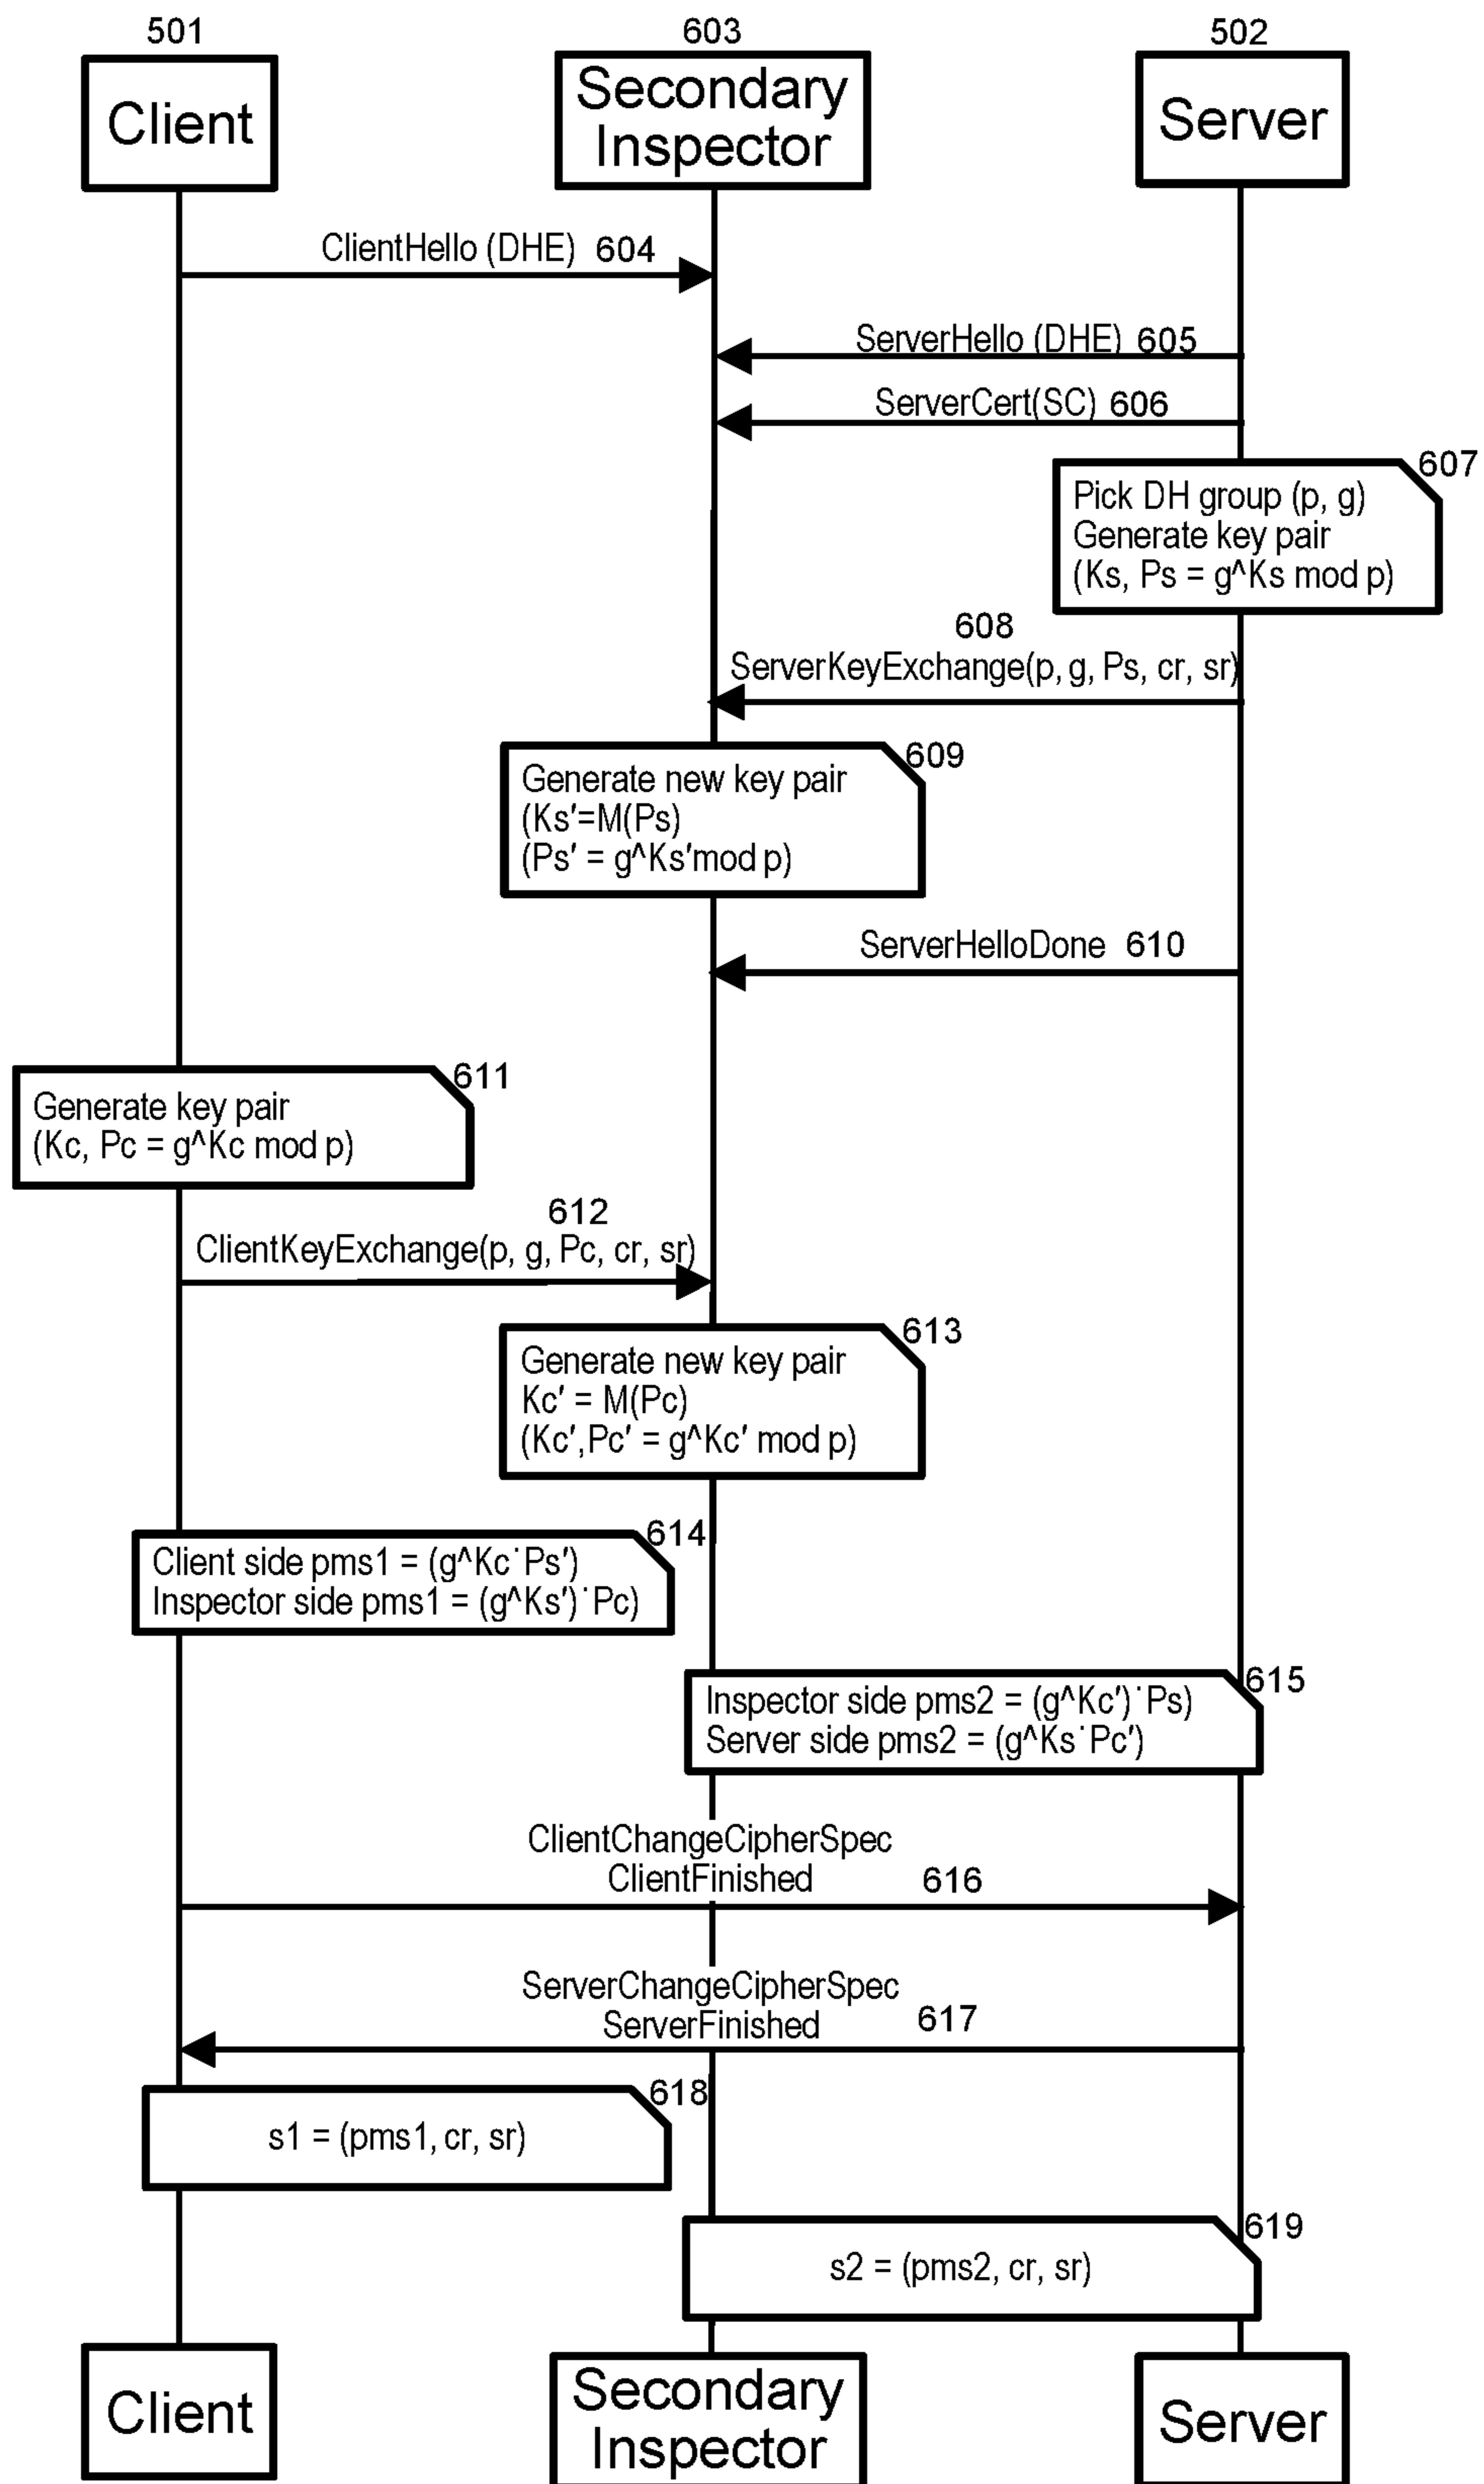 501
603
502
Client
Secondary
Inspector
Server
ClientHello (DHE) 604
ServerHello (DHE) 605
ServerCert(SC) 606
607
Pick DH group (p, g)
Generate key pair
(Ks, Ps = g^Ks mod p)
608
ServerKeyExchange(p, g, Ps, cr, sr)
609
Generate new key pair
(Ks'=M(Ps)
(Ps' = g^Ks'mod p)
ServerHelloDone 610
611
Generate key pair
(Kc, Pc = g^Kc mod p)
612
ClientKeyExchange(p, g, Pc, cr, sr)
613
Generate new key pair
Kc' = M(Pc)
(Kc',Pc' = g^Kc' mod p)
614
Client side pms1 = (g^Kc˙Ps')
Inspector side pms1 = (g^Ks')˙Pc)
615
Inspector side pms2 = (g^Kc')˙Ps)
Server side pms2 = (g^Ks˙Pc')
ClientChangeCipherSpec
ClientFinished 616
ServerChangeCipherSpec
ServerFinished 617
618
s1 = (pms1, cr, sr)
619
s2 = (pms2, cr, sr)
Client
Secondary
Inspector
Server